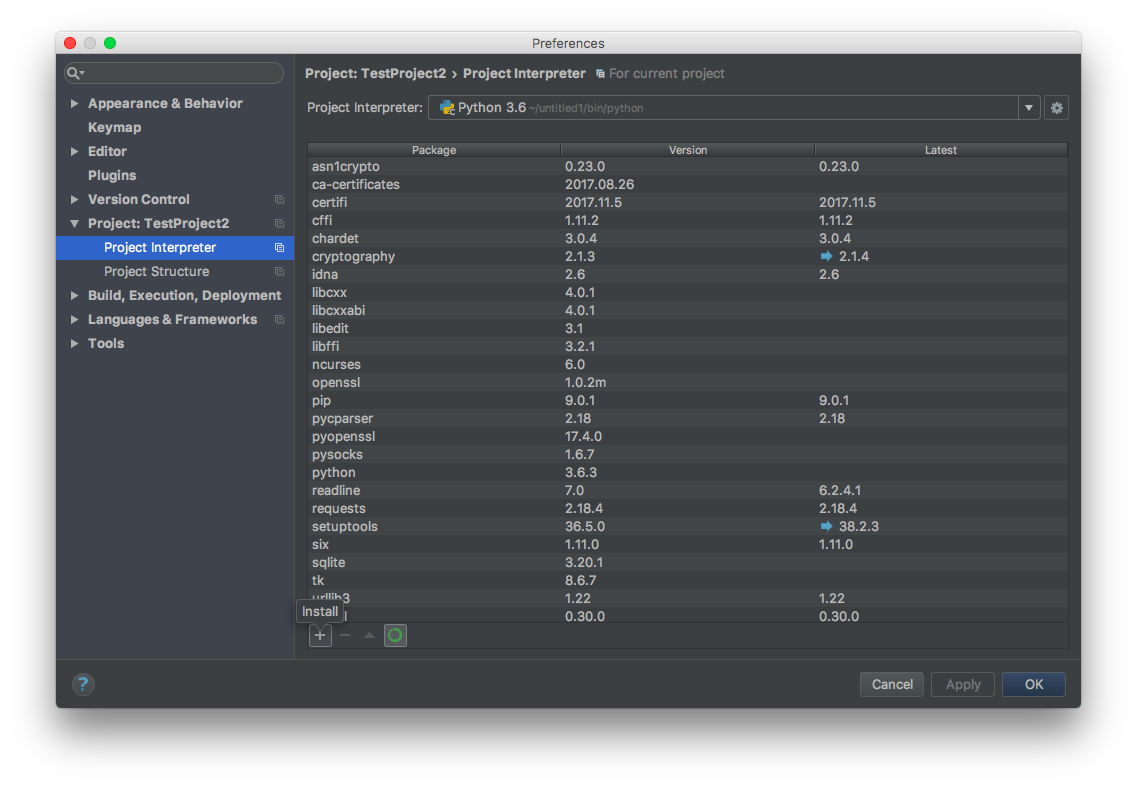 Preferences
Appearance & Behavior
Keymap
Editor
Plugins
Version Control
Project: TestProject2
Project Interpreter
Project Structure
Build, Execution, Deployment
Languages & Frameworks
Tools
Project: TestProject2 › Project Interpreter For current project
Project Interpreter: Python 3.6 ~/untitled1/bin/python
Package Version Latest
asn1crypto 0.23.0 0.23.0
ca-certificates 2017.08.26
certifi 2017.11.5 2017.11.5
cffi 1.11.2 1.11.2
chardet 3.0.4 3.0.4
cryptography 2.1.3 2.1.4
idna 2.6 2.6
libcxx 4.0.1
libcxxabi 4.0.1
libedit 3.1
libffi 3.2.1
ncurses 6.0
openssl 1.0.2m
pip 9.0.1 9.0.1
pycparser 2.18 2.18
pyopenssl 17.4.0
pysocks 1.6.7
python 3.6.3
readline 7.0 6.2.4.1
requests 2.18.4 2.18.4
setuptools 36.5.0 38.2.3
six 1.11.0 1.11.0
sqlite 3.20.1
tk 8.6.7
urllib3 1.22 1.22
0.30.0 0.30.0
Install
+ −
? Cancel Apply OK